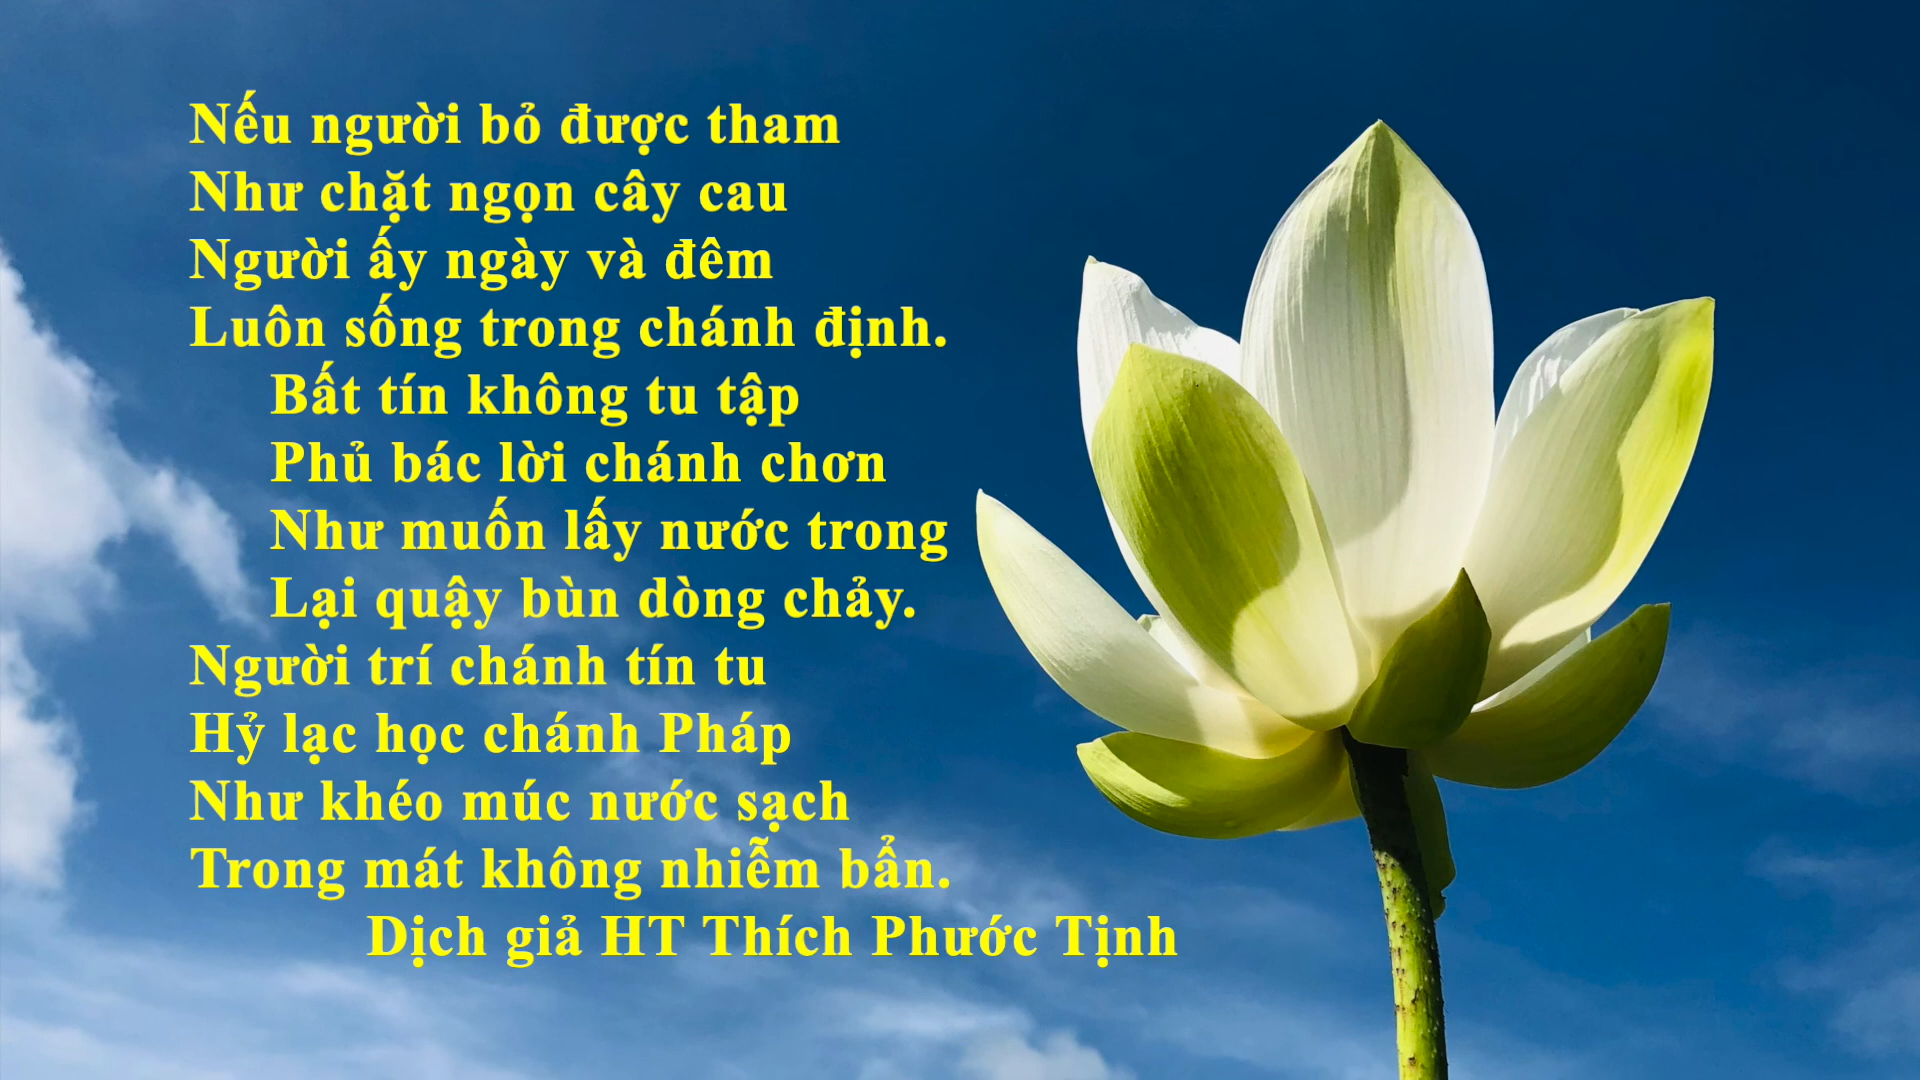 Nếu người bỏ được tham
Như chặt ngọn cây cau
Người ấy ngày và đêm
Luôn sống trong chánh định.
Bất tín không tu tập
Phủ bác lời chánh chơn
Như muốn lấy nước trong
Lại quậy bùn dòng chảy.
Người trí chánh tín tu
Hỷ lạc học chánh Pháp
Như khéo múc nước sạch
Trong mát không nhiễm bẩn.
Dịch giả HT Thích Phước Tịnh